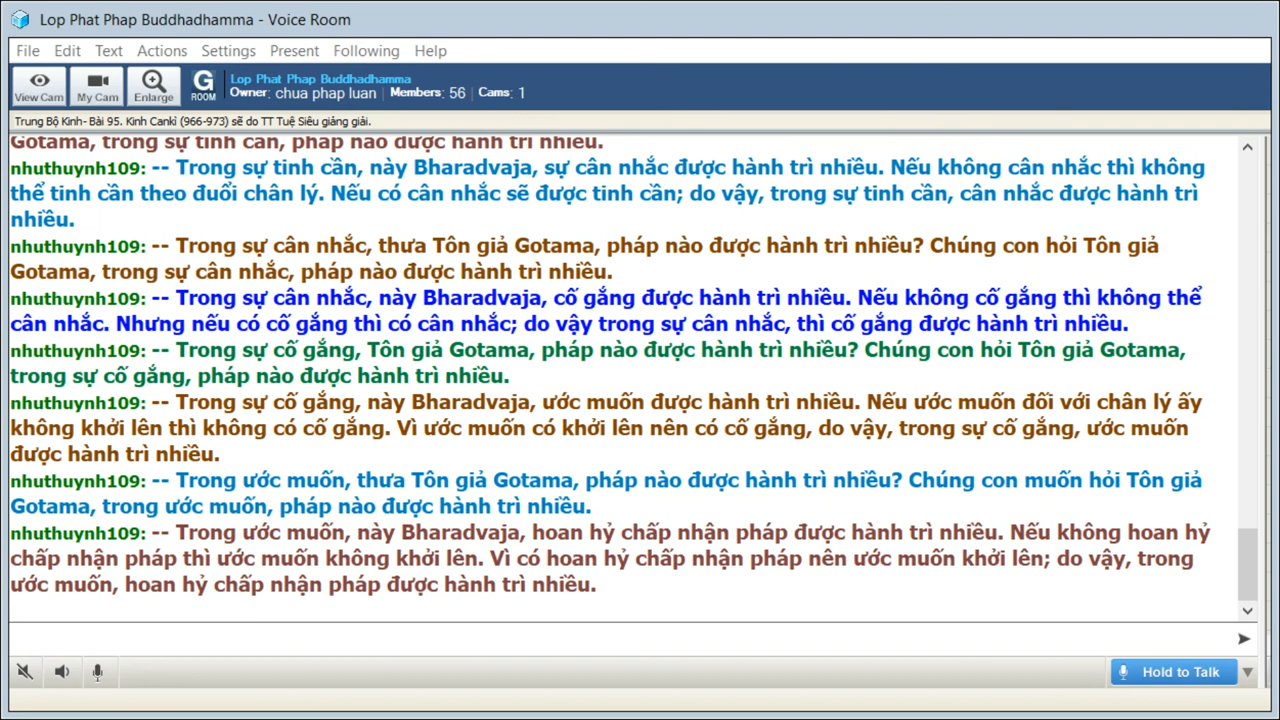 Lop Phat Phap Buddhadhamma - Voice Room
File Edit Text Actions Settings Present Following Help
View Cam My Cam Enlarge G ROOM
Lop Phat Phap Buddhadhamma
Owner: chua phap luan Members: 56 Cams: 1
Trung Bộ Kinh- Bài 95. Kinh Cankì (966-973) sẽ do TT Tuệ Siêu giảng giải.
Gotama, trong sự tinh cần, pháp nào được hành trì nhiều.
nhuthuynh109: -- Trong sự tinh cần, này Bharadvaja, sự cân nhắc được hành trì nhiều. Nếu không cân nhắc thì không
thể tinh cần theo đuổi chân lý. Nếu có cân nhắc sẽ được tinh cần; do vậy, trong sự tinh cần, cân nhắc được hành trì
nhiều.
nhuthuynh109: -- Trong sự cân nhắc, thưa Tôn giả Gotama, pháp nào được hành trì nhiều? Chúng con hỏi Tôn giả
Gotama, trong sự cân nhắc, pháp nào được hành trì nhiều.
nhuthuynh109: -- Trong sự cân nhắc, này Bharadvaja, cố gắng được hành trì nhiều. Nếu không cố gắng thì không thể
cân nhắc. Nhưng nếu có cố gắng thì có cân nhắc; do vậy trong sự cân nhắc, thì cố gắng được hành trì nhiều.
nhuthuynh109: -- Trong sự cố gắng, Tôn giả Gotama, pháp nào được hành trì nhiều? Chúng con hỏi Tôn giả Gotama,
trong sự cố gắng, pháp nào được hành trì nhiều.
nhuthuynh109: -- Trong sự cố gắng, này Bharadvaja, ước muốn được hành trì nhiều. Nếu ước muốn đối với chân lý ấy
không khởi lên thì không có cố gắng. Vì ước muốn có khởi lên nên có cố gắng, do vậy, trong sự cố gắng, ước muốn
được hành trì nhiều.
nhuthuynh109: -- Trong ước muốn, thưa Tôn giả Gotama, pháp nào được hành trì nhiều? Chúng con muốn hỏi Tôn giả
Gotama, trong ước muốn, pháp nào được hành trì nhiều.
nhuthuynh109: -- Trong ước muốn, này Bharadvaja, hoan hỷ chấp nhận pháp được hành trì nhiều. Nếu không hoan hỷ
chấp nhận pháp thì ước muốn không khởi lên. Vì có hoan hỷ chấp nhận pháp nên ước muốn khởi lên; do vậy, trong
ước muốn, hoan hỷ chấp nhận pháp được hành trì nhiều.
Hold to Talk